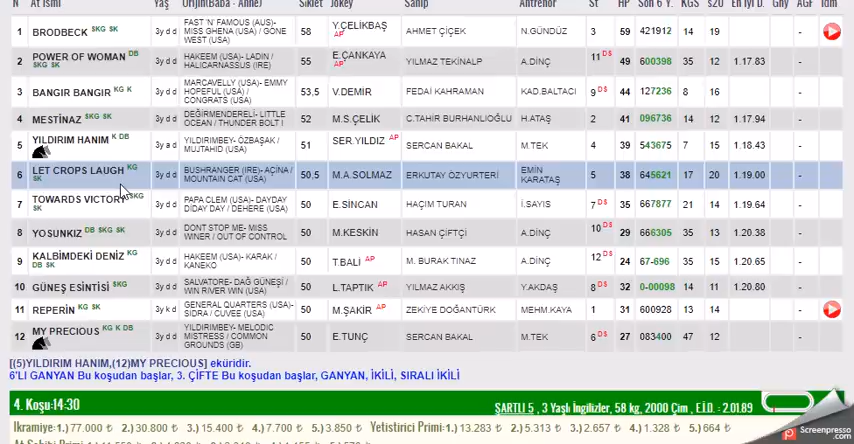 At İsmi Yaş Orijin(Baba - Anne) Sıklet Jokey Sahip Antrenör St HP Son 6 Y. KGS s20 En İyi D. Gny AGF İdm
1 BRODBECK SKG SK 3y d d FAST 'N' FAMOUS (AUS)- MISS GHENA (USA) / GONE WEST (USA) 58 Y.ÇELİKBAŞ AP AHMET ÇİÇEK N.GÜNDÜZ 3 59 421912 14 19 -
2 POWER OF WOMAN DB SKG SK 3y d d HAKEEM (USA)- LADIN / HALICARNASSUS (IRE) 55 E.ÇANKAYA AP YILMAZ TEKİNALP A.DİNÇ 11 DS 49 600398 35 12 1.17.83 -
3 BANGIR BANGIR KG K 3y d d MARCAVELLY (USA)- EMMY HOPEFUL (USA) / CONGRATS (USA) 53,5 V.DEMİR FEDAİ KAHRAMAN KAD.BALTACI 9 DS 44 127236 8 16 -
4 MESTİNAZ SKG SK 3y d d DEĞİRMENDERELİ- LITTLE OCEAN / THUNDER BOLT I 52 M.S.ÇELİK C.TAHİR BURHANLIOĞLU H.ATAŞ 2 41 096736 14 12 1.17.94 -
5 YILDIRIM HANIM K DB 3y a d YILDIRIMBEY- ÖZBAŞAK / MUJTAHID (USA) 51 SER.YILDIZ AP SERCAN BAKAL M.TEK 4 39 543675 7 15 1.18.43 -
6 LET CROPS LAUGH KG SK 3y d d BUSHRANGER (IRE)- AÇİNA / MOUNTAIN CAT (USA) 50,5 M.A.SOLMAZ ERKUTAY ÖZYURTERİ EMİN KARATAŞ 5 38 645621 17 20 1.19.00 -
7 TOWARDS VICTORY SKG SK 3y d d PAPA CLEM (USA)- DAYDAY DIDAY DAY / DEHERE (USA) 50 E.SİNCAN HAÇIM TURAN İ.SAYIS 7 DS 35 667877 21 14 1.19.64 -
8 YOSUNKIZ DB SKG SK 3y d d DONT STOP ME- MISS WINER / OUT OF CONTROL 50 M.KESKİN HASAN ÇİFTÇİ A.DİNÇ 10 DS 29 666305 35 13 1.20.38 -
9 KALBİMDEKİ DENİZ KG DB SK 3y d d HAKEEM (USA)- KARAK / KANEKO 50 T.BALİ AP M. BURAK TINAZ A.DİNÇ 12 DS 24 67-696 35 15 1.20.65 -
10 GÜNEŞ ESİNTİSİ SKG 3y d d SALVATORE- DAĞ GÜNEŞİ / WIN RIVER WIN (USA) 50 L.TAPTIK AP YILMAZ AKKIŞ Y.AKDAŞ 8 DS 32 0-00098 14 11 1.20.80 -
11 REPERIN KG SK 3y d d GENERAL QUARTERS (USA)- SIDRA / CUVEE (USA) 50 M.ŞAKİR AP ZEKİYE DOĞANTÜRK MEHM.KAYA 1 31 600928 13 14 -
12 MY PRECIOUS KG K DB 3y d d YILDIRIMBEY- MELODIC MISTRESS / COMMON GROUNDS (GB) 50 E.TUNÇ SERCAN BAKAL M.TEK 6 DS 27 083400 47 12 -
[(5)YILDIRIM HANIM,(12)MY PRECIOUS] eküridir.
6'LI GANYAN Bu koşudan başlar, 3. ÇİFTE Bu koşudan başlar, GANYAN, İKİLİ, SIRALI İKİLİ
4. Koşu:14:30 ŞARTLI 5 , 3 Yaşlı İngilizler, 58 kg, 2000 Çim , E.İ.D. : 2.01.89
Ikramiye: 1.) 77.000 ₺ 2.) 30.800 ₺ 3.) 15.400 ₺ 4.) 7.700 ₺ 5.) 3.850 ₺ Yetistirici Primi: 1.) 13.283 ₺ 2.) 5.313 ₺ 3.) 2.657 ₺ 4.) 1.328 ₺ 5.) 664 ₺
Screenpresso
.com